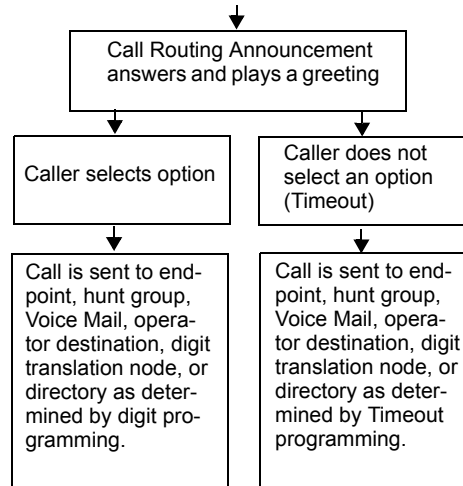 Call Routing Announcement
answers and plays a greeting
Caller selects option
Caller does not
select an option
(Timeout)
Call is sent to end-
point, hunt group,
Voice Mail, opera-
tor destination, digit
translation node, or
directory as deter-
mined by digit pro-
gramming.
Call is sent to end-
point, hunt group,
Voice Mail, opera-
tor destination, digit
translation node, or
directory as deter-
mined by Timeout
programming.